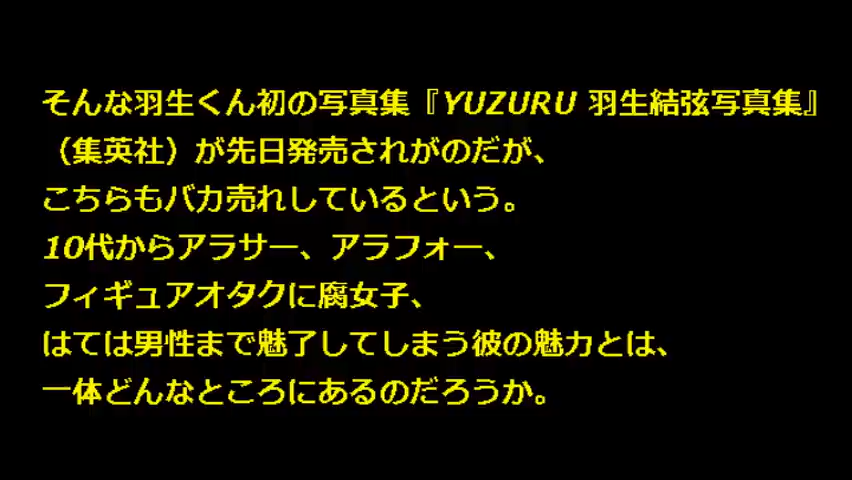 そんな羽生くん初の写真集『YUZURU 羽生結弦写真集』
（集英社）が先日発売されがのだが、
こちらもバカ売れしているという。
10代からアラサー、アラフォー、
フィギュアオタクに腐女子、
はては男性まで魅了してしまう彼の魅力とは、
一体どんなところにあるのだろうか。